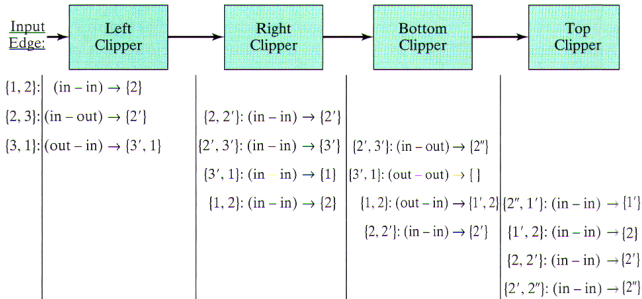 Input Edge:
Left Clipper
Right Clipper
Bottom Clipper
Top Clipper
{1, 2}: (in – in) → {2}
{2, 3}: (in – out) → {2′}
{3, 1}: (out – in) → {3′, 1}
{2, 2′}: (in – in) → {2′}
{2′, 3′}: (in – in) → {3′}
{3′, 1}: (in – in) → {1}
{1, 2}: (in – in) → {2}
{2′, 3′}: (in – out) → {2″}
{3′, 1}: (out – out) → { }
{1, 2}: (out – in) → {1′, 2}
{2, 2′}: (in – in) → {2′}
{2″, 1′}: (in – in) → {1′}
{1′, 2}: (in – in) → {2}
{2, 2′}: (in – in) → {2′}
{2′, 2″}: (in – in) → {2″}